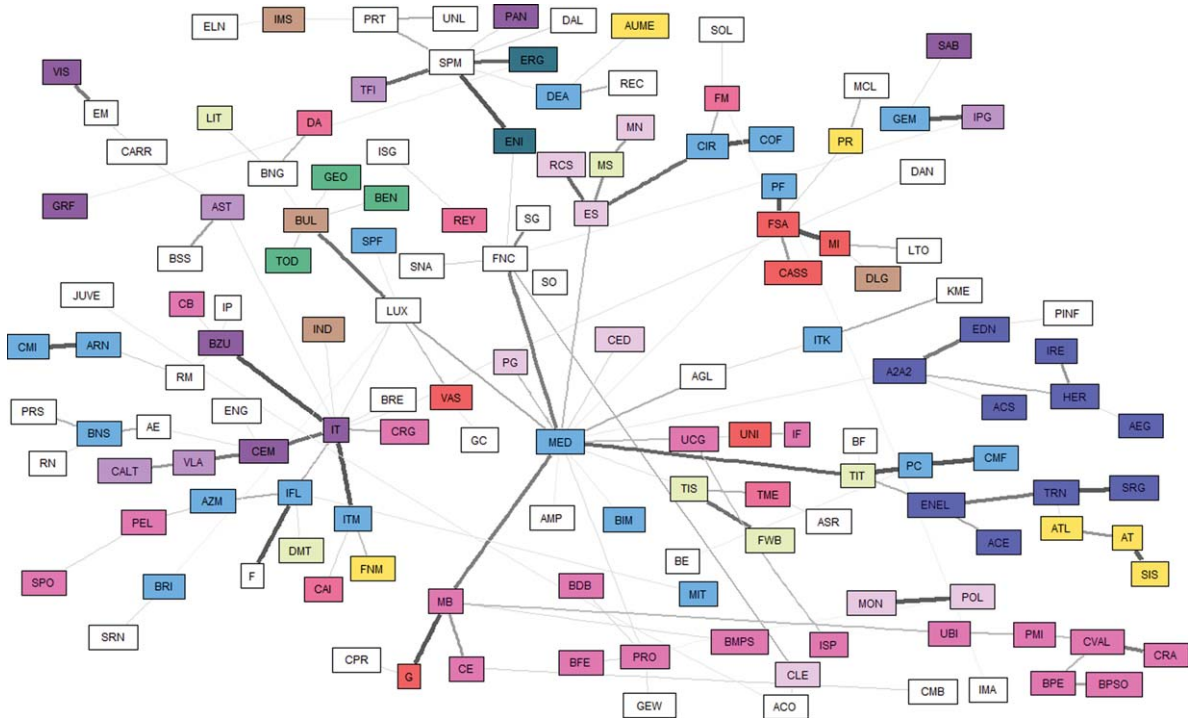 ELN
IMS
PRT
UNL
PAN
DAL
AUME
SOL
SAB
VIS
SPM
ERG
TFI
DEA
REC
MCL
EM
LIT
DA
FM
GEM
IPG
CARR
ENI
MN
CIR
COF
PR
ISG
RCS
MS
BNG
GEO
DAN
GRF
AST
BEN
PF
BUL
REY
SG
ES
FSA
MI
BSS
TOD
SPF
SNA
FNC
LTO
SO
CASS
DLG
JUVE
CB
IP
LUX
KME
IND
EDN
PINF
CMI
ARN
BZU
CED
ITK
IRE
RM
PG
A2A2
AGL
HER
BRE
VAS
ACS
PRS
ENG
AEG
BNS
AE
IT
CRG
GC
MED
UCG
UNI
IF
BF
RN
CEM
PC
CMF
CALT
VLA
TIT
AZM
IFL
TIS
TME
TRN
SRG
PEL
ITM
AMP
BIM
ASR
ENEL
ATL
AT
DMT
FWB
ACE
SPO
BRI
F
CAI
FNM
BE
SIS
BDB
MIT
MON
POL
MB
SRN
BMPS
ISP
UBI
PMI
CVAL
CRA
CPR
G
CE
BFE
PRO
CLE
BPE
BPSO
GEW
ACO
CMB
IMA